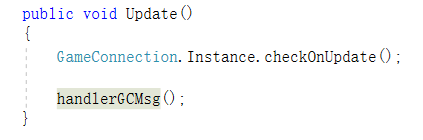 public void Update()
{
GameConnection.Instance.checkOnUpdate();
handlerGCMsg();
}